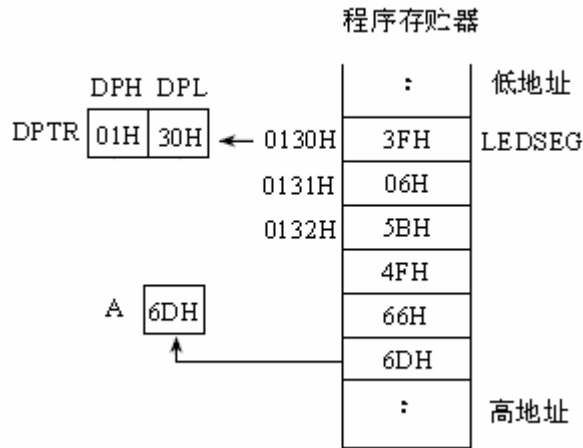 程序存贮器
DPH DPL : 低地址
DPTR 01H 30H 0130H 3FH LEDSEG
0131H 06H
0132H 5BH
4FH
A 6DH 66H
6DH
: 高地址